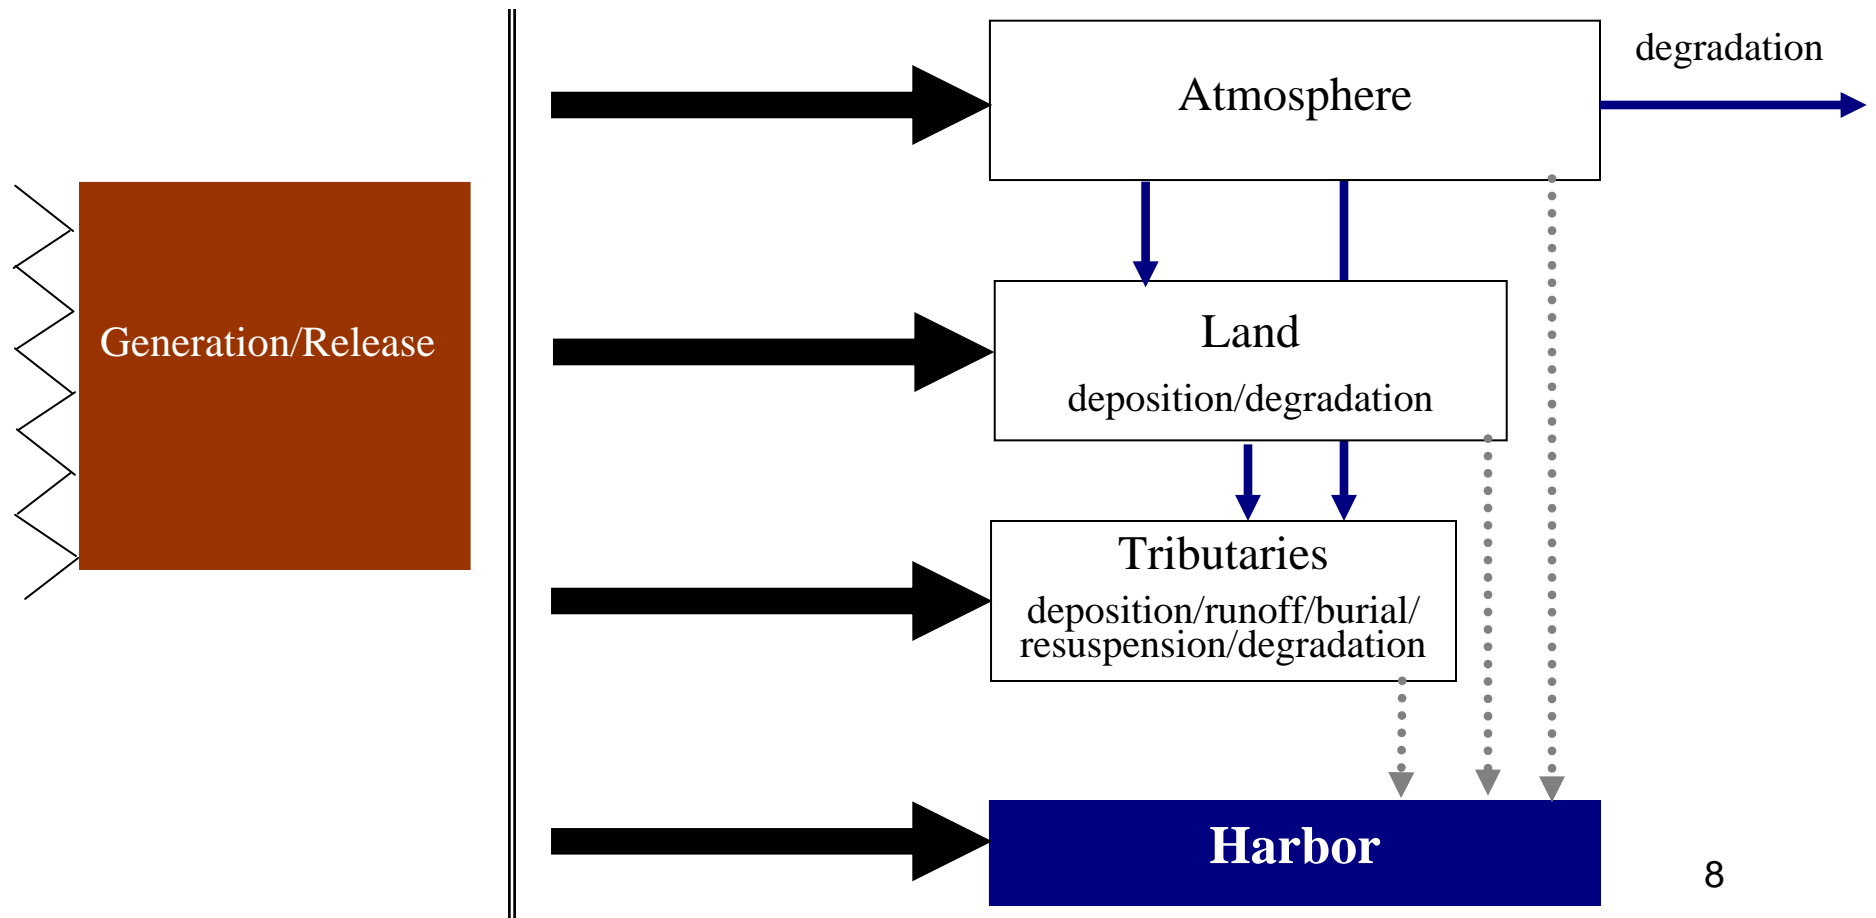 degradation
Atmosphere
Generation/Release
Land
deposition/degradation
Tributaries
deposition/runoff/burial/
resuspension/degradation
Harbor
8